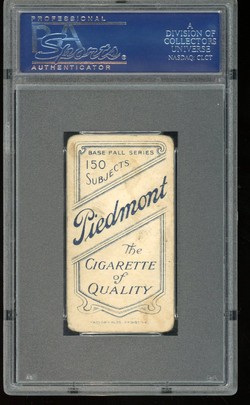 PROFESSIONAL
PSA
Sports
AUTHENTICATOR
A
DIVISION OF
COLLECTORS
UNIVERSE
NASDAQ: CLCT
BASE BALL SERIES
150
SUBJECTS
Piedmont
The
CIGARETTE
of
QUALITY